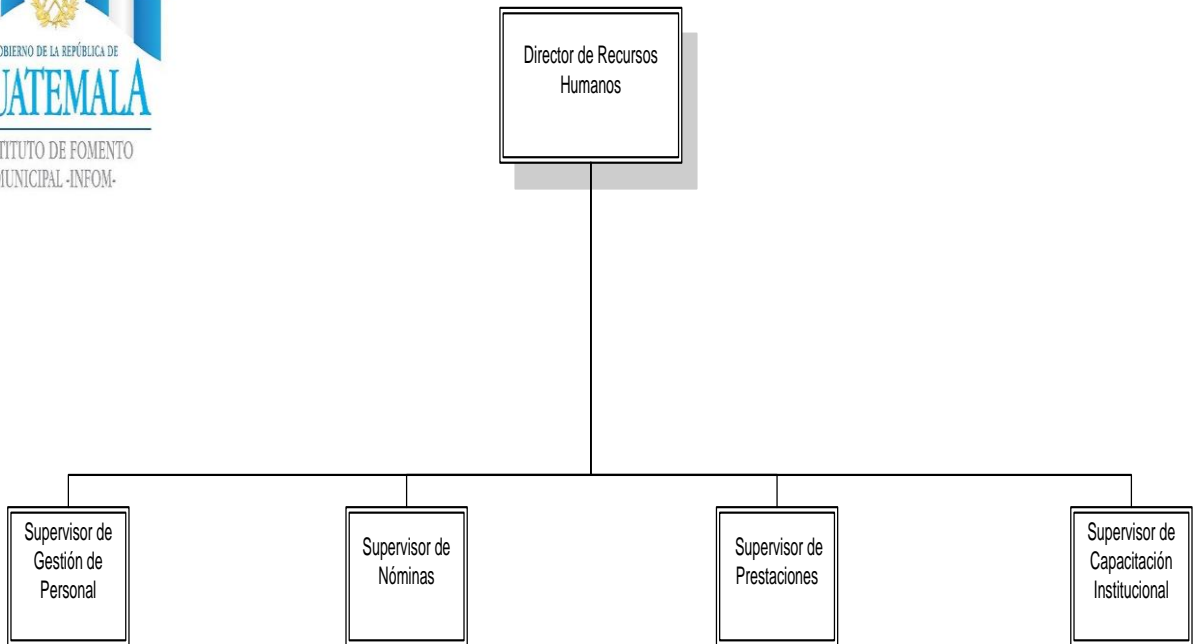 OBIERNO DE LA REPÚBLICA DE
UATEMALA
TITUTO DE FOMENTO
MUNICIPAL -INFOM-
Director de Recursos
Humanos
Supervisor de
Gestión de
Personal
Supervisor de
Nóminas
Supervisor de
Prestaciones
Supervisor de
Capacitación
Institucional